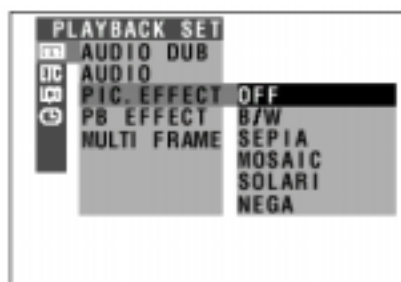 PLAYBACK SET
AUDIO DUB
AUDIO
PIC. EFFECT OFF
PB EFFECT B/W
MULTI FRAME SEPIA
MOSAIC
SOLARI
NEGA